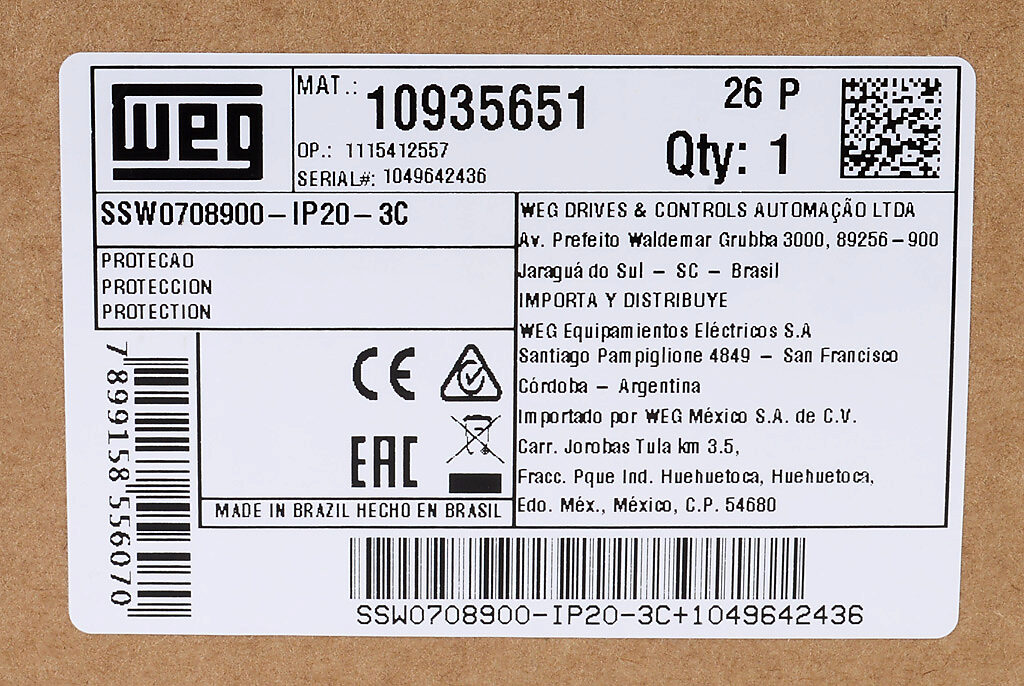 weg
MAT.: 10935651
OP.: 1115412557
SERIAL#: 1049642436
26 P
Qty: 1
SSW0708900-IP20-3C
PROTECAO
PROTECCION
PROTECTION
WEG DRIVES & CONTROLS AUTOMAÇÃO LTDA
Av. Prefeito Waldemar Grubba 3000, 89256-900
Jaraguá do Sul - SC - Brasil
IMPORTA Y DISTRIBUYE
WEG Equipamientos Eléctricos S.A
Santiago Pampiglione 4849 - San Francisco
Córdoba - Argentina
Importado por WEG México S.A. de C.V.
Carr. Jorobas Tula km 3.5,
Fracc. Pque Ind. Huehuetoca, Huehuetoca,
Edo. Méx., México, C.P. 54680
7 899158 556070
CE
EAC
MADE IN BRAZIL HECHO EN BRASIL
SSW0708900-IP20-3C+1049642436